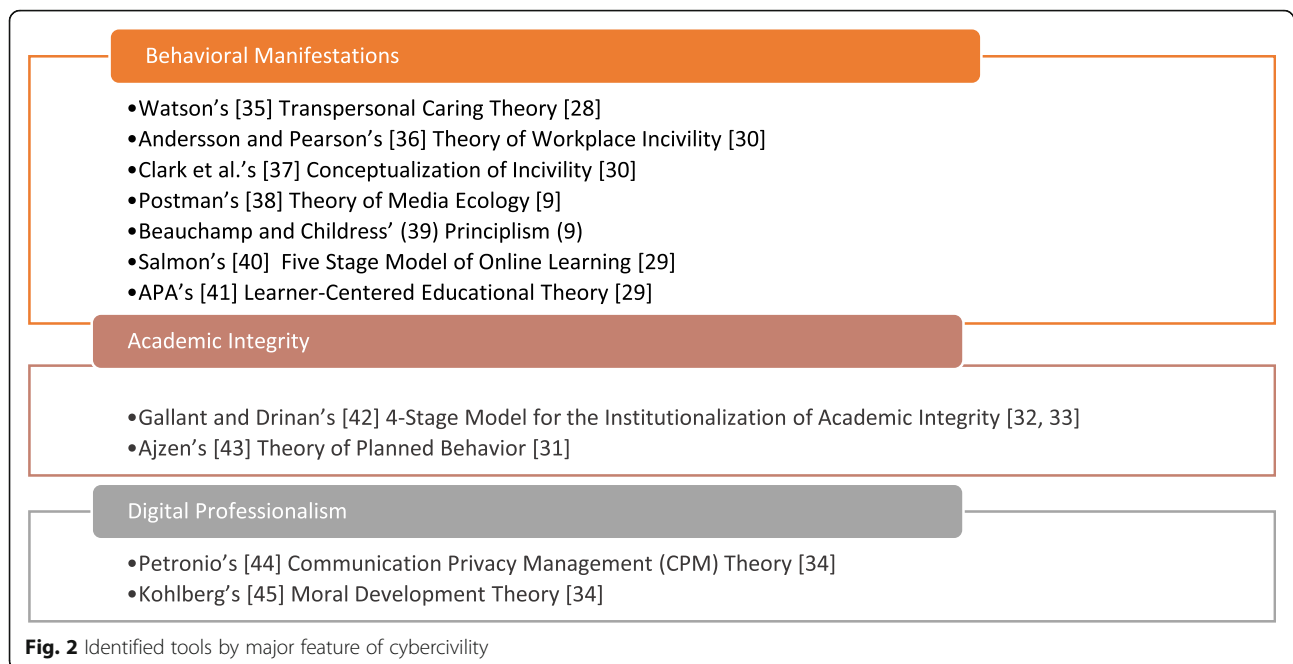 Behavioral Manifestations
•Watson’s [35] Transpersonal Caring Theory [28]
•Andersson and Pearson’s [36] Theory of Workplace Incivility [30]
•Clark et al.’s [37] Conceptualization of Incivility [30]
•Postman’s [38] Theory of Media Ecology [9]
•Beauchamp and Childress’ (39) Principlism (9)
•Salmon’s [40] Five Stage Model of Online Learning [29]
•APA’s [41] Learner-Centered Educational Theory [29]
Academic Integrity
•Gallant and Drinan’s [42] 4-Stage Model for the Institutionalization of Academic Integrity [32, 33]
•Ajzen’s [43] Theory of Planned Behavior [31]
Digital Professionalism
•Petronio’s [44] Communication Privacy Management (CPM) Theory [34]
•Kohlberg’s [45] Moral Development Theory [34]
Fig. 2 Identified tools by major feature of cybercivility